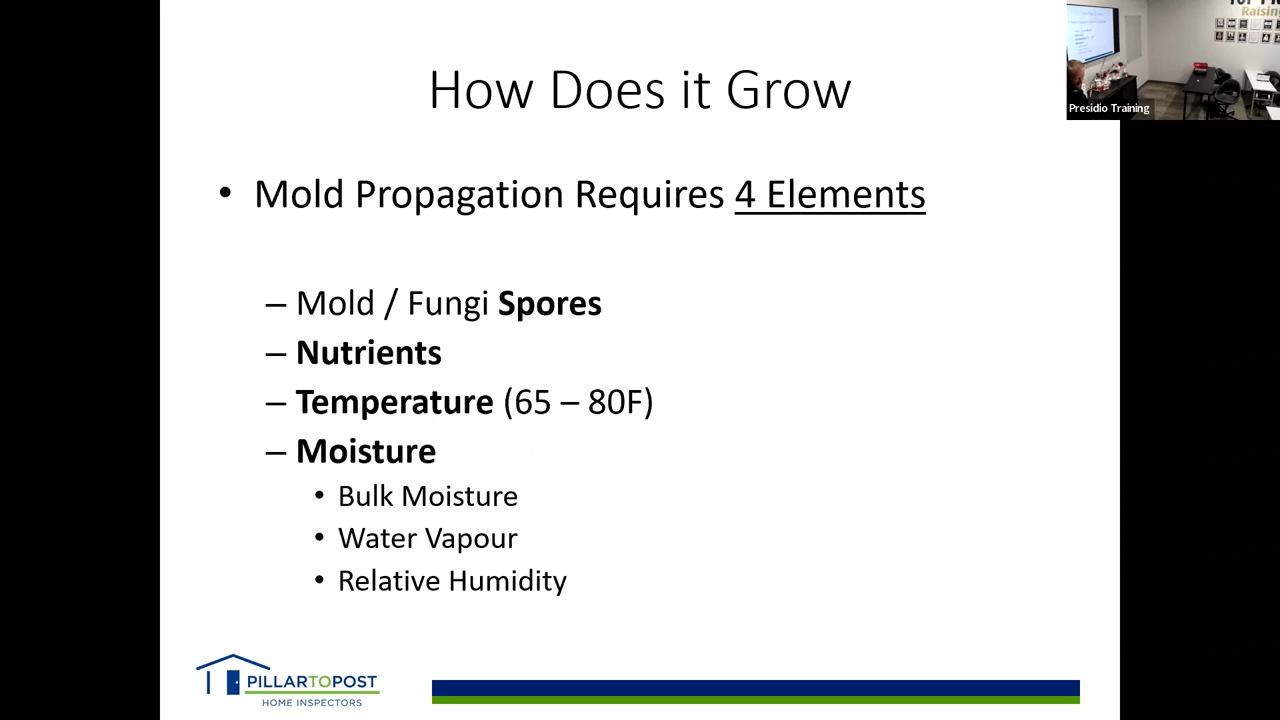 How Does it Grow
• Mold Propagation Requires 4 Elements
– Mold / Fungi Spores
– Nutrients
– Temperature (65 – 80F)
– Moisture
• Bulk Moisture
• Water Vapour
• Relative Humidity
PILLARTOPOST
HOME INSPECTORS
Raising
Presidio Training